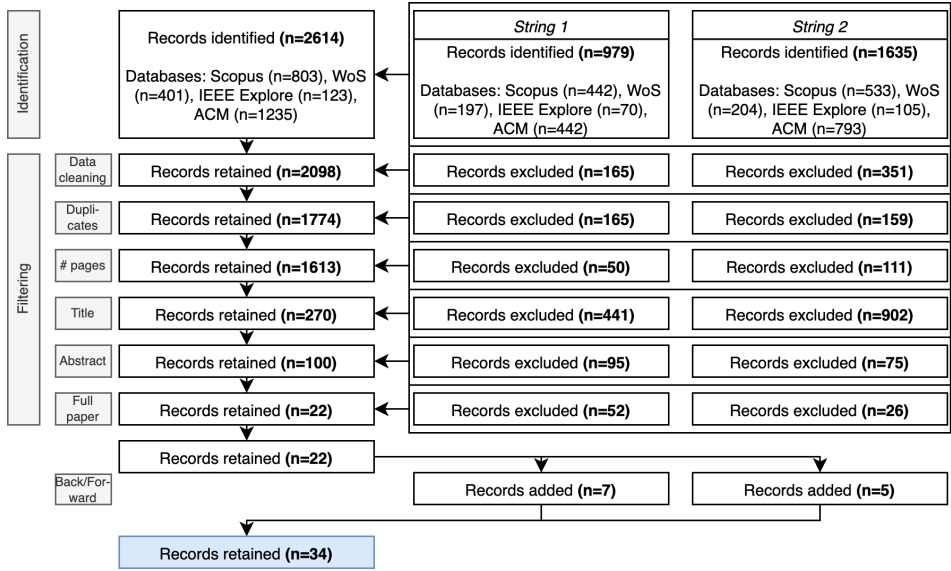 Identification
Records identified (n=2614)
Databases: Scopus (n=803), WoS
(n=401), IEEE Explore (n=123),
ACM (n=1235)
String 1
Records identified (n=979)
Databases: Scopus (n=442), WoS
(n=197), IEEE Explore (n=70),
ACM (n=442)
String 2
Records identified (n=1635)
Databases: Scopus (n=533), WoS
(n=204), IEEE Explore (n=105),
ACM (n=793)
Filtering
Data
cleaning
Records retained (n=2098)
Records excluded (n=165)
Records excluded (n=351)
Dupli-
cates
Records retained (n=1774)
Records excluded (n=165)
Records excluded (n=159)
# pages
Records retained (n=1613)
Records excluded (n=50)
Records excluded (n=111)
Title
Records retained (n=270)
Records excluded (n=441)
Records excluded (n=902)
Abstract
Records retained (n=100)
Records excluded (n=95)
Records excluded (n=75)
Full
paper
Records retained (n=22)
Records excluded (n=52)
Records excluded (n=26)
Records retained (n=22)
Back/For-
ward
Records added (n=7)
Records added (n=5)
Records retained (n=34)